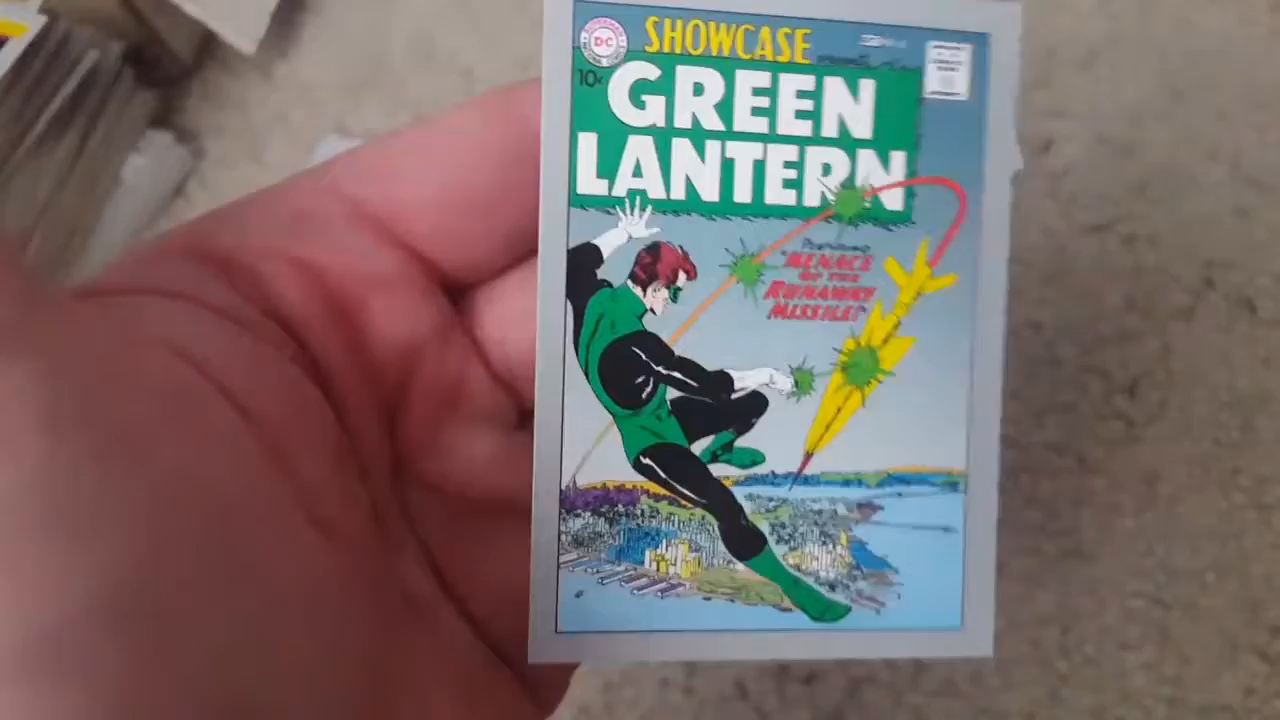 SHOWCASE
DC
10¢
GREEN
LANTERN
"MENACE
OF THE
RUNAWAY
MISSILE!"